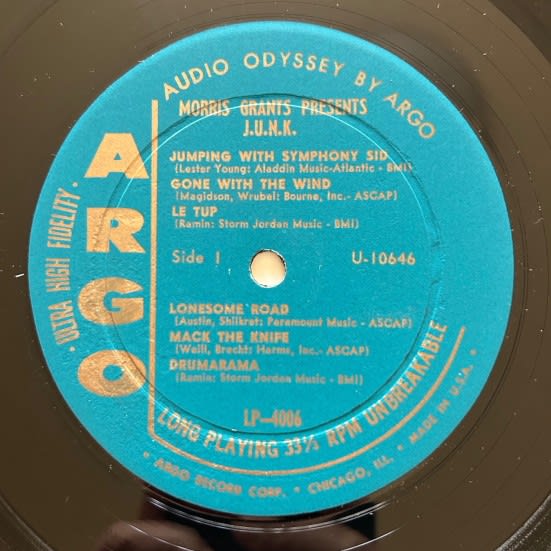 AUDIO ODYSSEY BY ARGO
MORRIS GRANTS PRESENTS
J.U.N.K.
JUMPING WITH SYMPHONY SID
(Lester Young: Aladdin Music-Atlantic - BMI)
GONE WITH THE WIND
(Magidson, Wrubel: Bourne, Inc.- ASCAP)
LE TUP
(Ramin: Storm Jordan Music - BMI)
Side 1
U-10646
LONESOME ROAD
(Austin, Shilkret: Paramount Music - ASCAP)
MACK THE KNIFE
(Weill, Brecht: Harms, Inc.- ASCAP)
DRUMARAMA
(Ramin: Storm Jordan Music - BMI)
LP-4006
ARGO
• ULTRA HIGH FIDELITY •
LONG PLAYING 33⅓ RPM UNBREAKABLE
• ARGO RECORD CORP. • CHICAGO, ILL. • MADE IN U.S.A. •